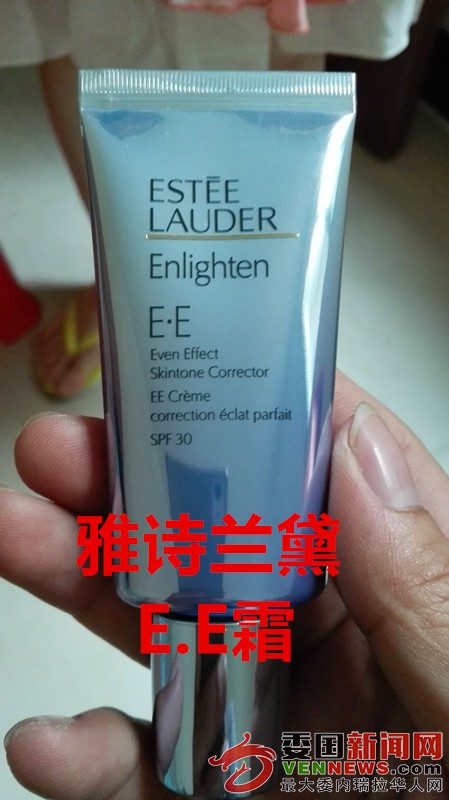 ESTĒE
LAUDER
Enlighten
E·E
Even Effect
Skintone Corrector
EE Crème
correction éclat parfait
SPF 30
雅诗兰黛
E.E霜
委国新闻网
VENNEWS.COM
最大委内瑞拉华人网